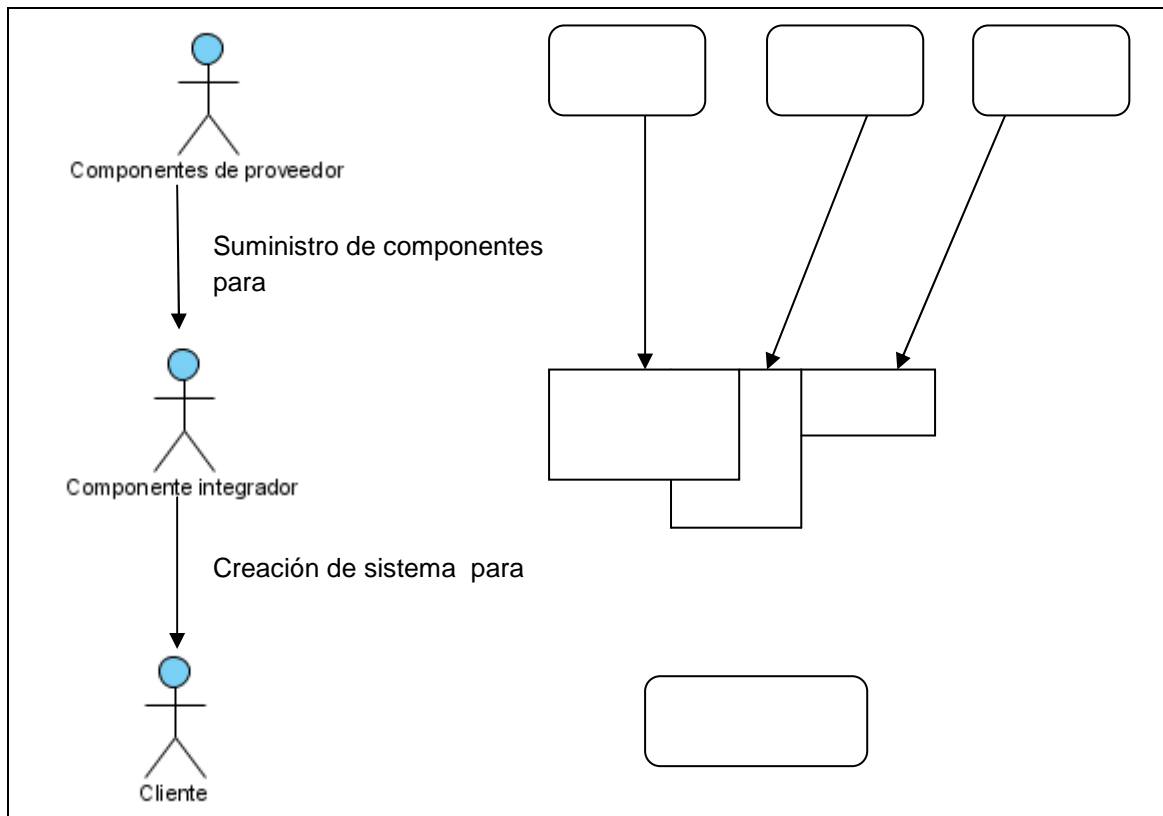 Componentes de proveedor
Suministro de componentes
para
Componente integrador
Creación de sistema  para
Cliente